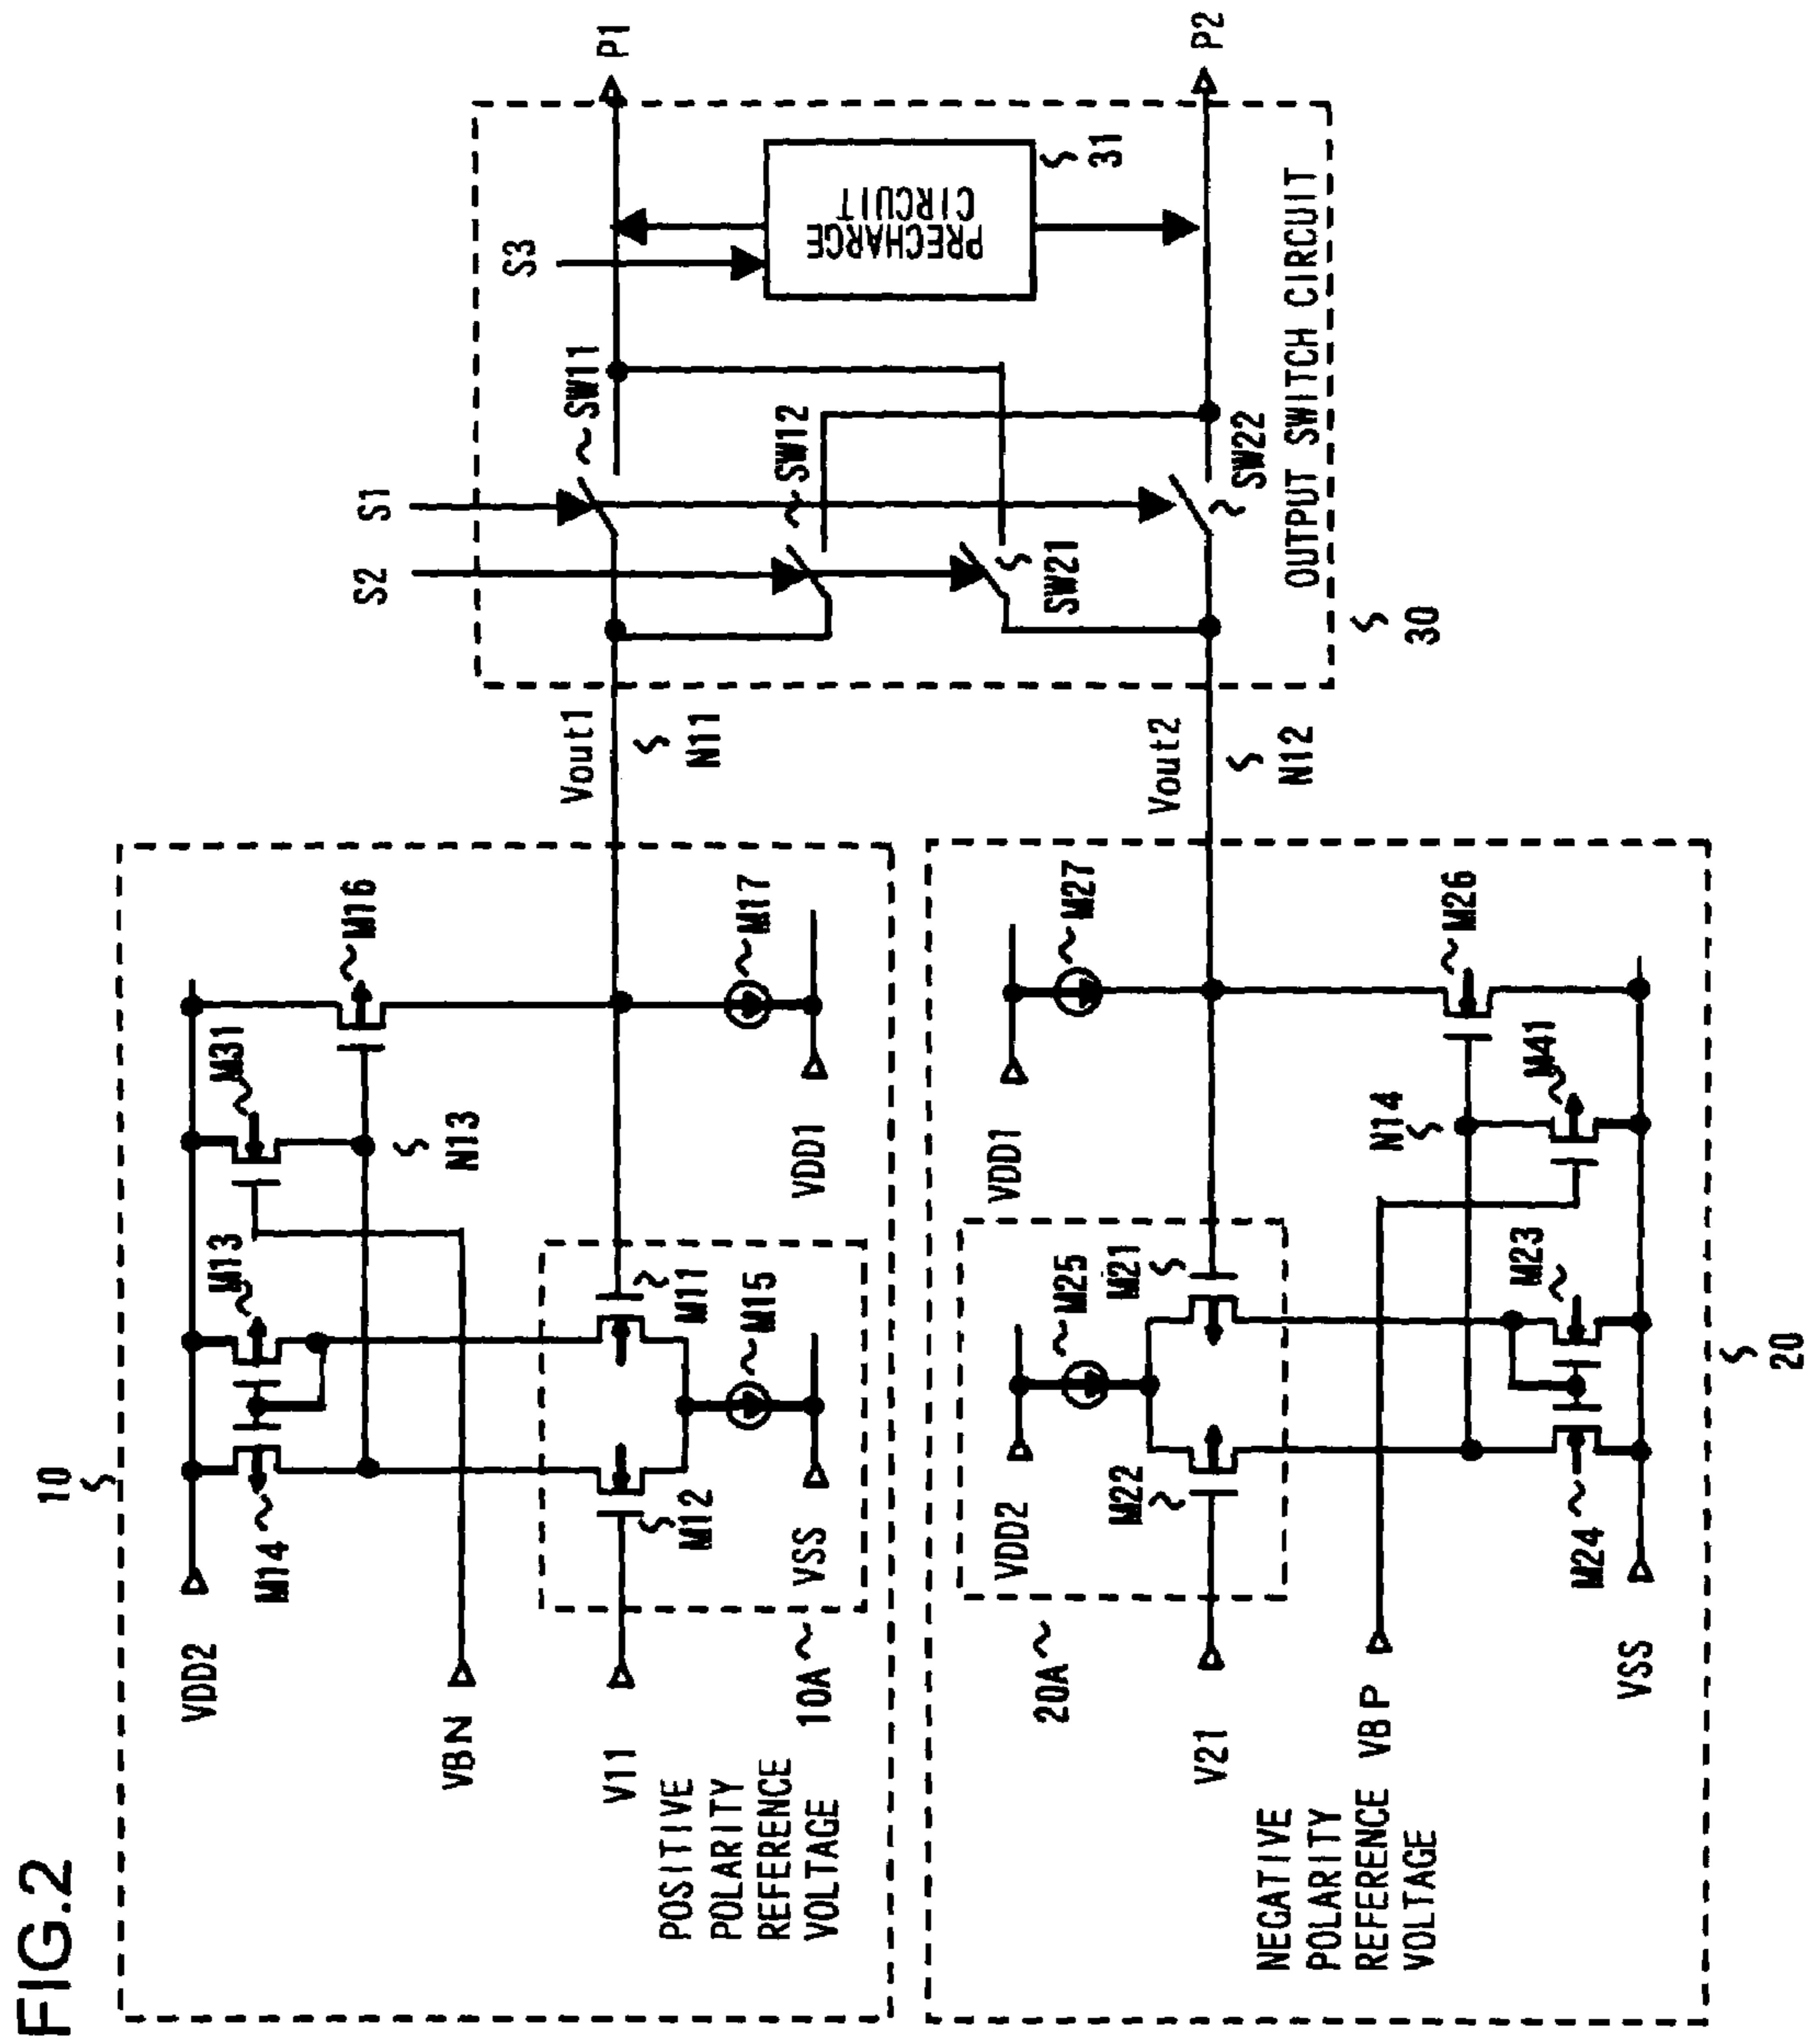 FIG.2
10
VDD2
M14
M13
M31
M16
VBN
N13
V11
M12
M11
M15
M17
POSITIVE
POLARITY
REFERENCE
VOLTAGE
10A
VSS
VDD1
Vout1
N11
S2
S1
S3
P1
SW11
SW12
SW21
SW22
PRECHARGE
CIRCUIT
31
P2
OUTPUT SWITCH CIRCUIT
30
Vout2
N12
VDD1
M27
20A
VDD2
M25
M22
M21
V21
NEGATIVE
POLARITY
REFERENCE
VOLTAGE
VBP
N14
M26
M41
M24
M23
VSS
20